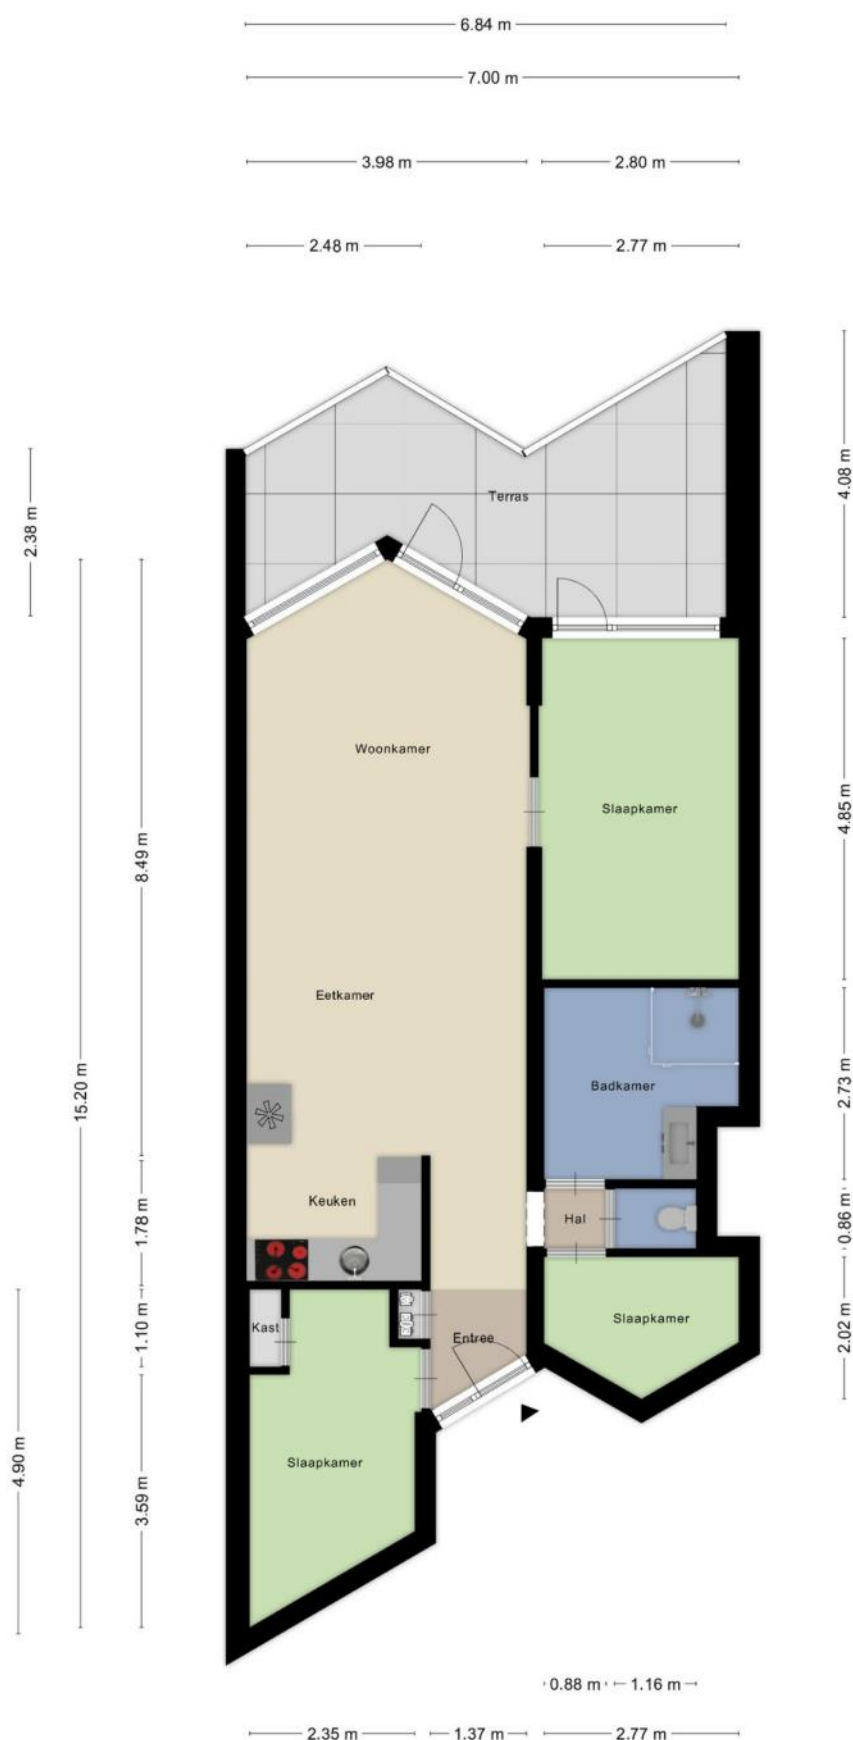 6.84 m
7.00 m
3.98 m
2.80 m
2.48 m
2.77 m
4.08 m
2.38 m
Terras
Woonkamer
Slaapkamer
4.85 m
8.49 m
Eetkamer
15.20 m
Badkamer
2.73 m
Keuken
1.78 m
Hal
0.86 m
Kast
Entree
Slaapkamer
1.10 m
2.02 m
4.90 m
Slaapkamer
3.59 m
0.88 m
1.16 m
2.35 m
1.37 m
2.77 m